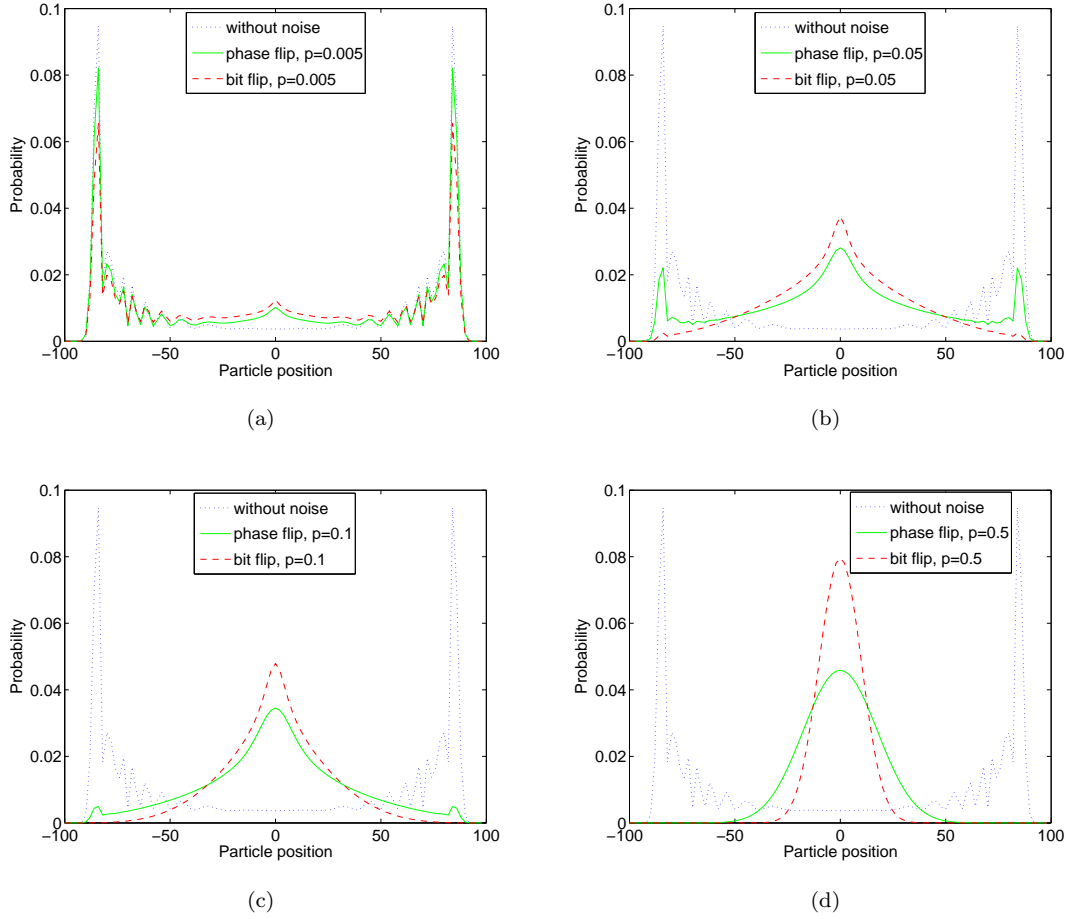 0.1
0.08
0.06
0.04
0.02
0
Probability
without noise
phase flip, p=0.005
bit flip, p=0.005
−100 −50 0 50 100
Particle position
(a)
0.1
0.08
0.06
0.04
0.02
0
Probability
without noise
phase flip, p=0.05
bit flip, p=0.05
−100 −50 0 50 100
Particle position
(b)
0.1
0.08
0.06
0.04
0.02
0
Probability
without noise
phase flip, p=0.1
bit flip, p=0.1
−100 −50 0 50 100
Particle position
(c)
0.1
0.08
0.06
0.04
0.02
0
Probability
without noise
phase flip, p=0.5
bit flip, p=0.5
−100 −50 0 50 100
Particle position
(d)